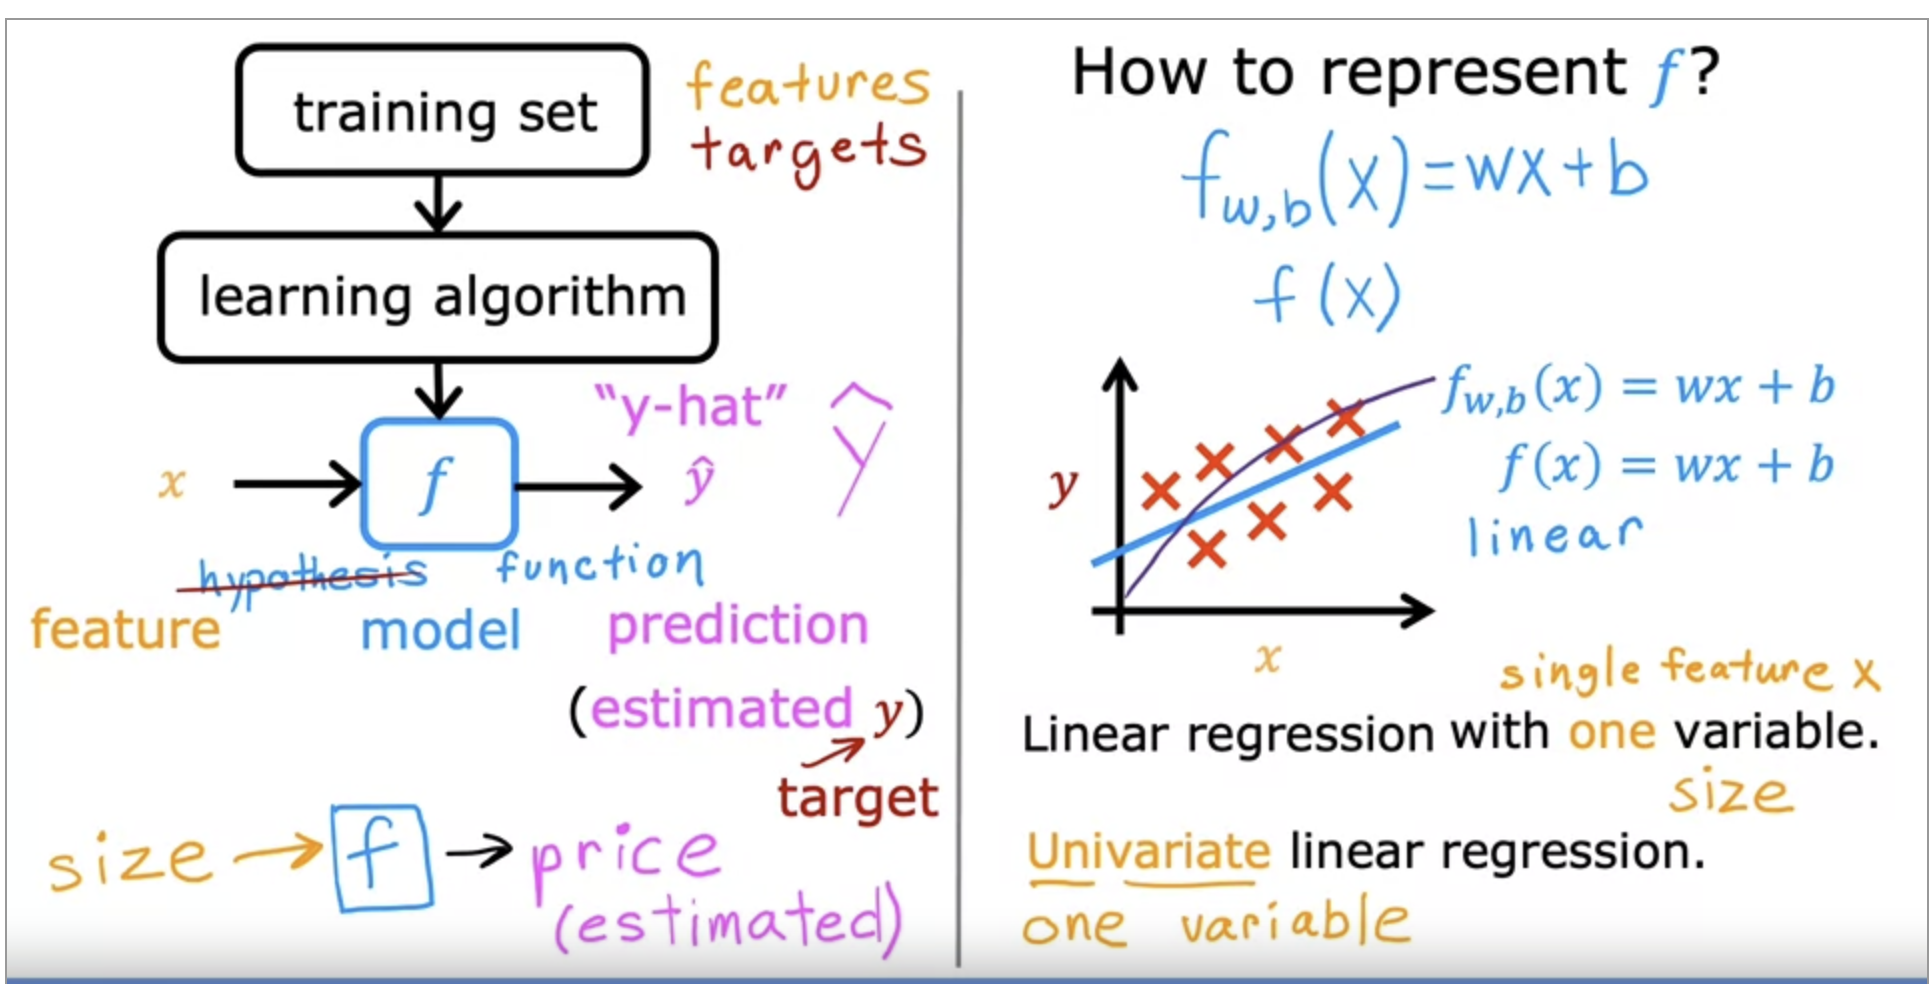 training set
features
targets
learning algorithm
"y-hat"
x
f
ŷ
ŷ
hypothesis
function
feature
model
prediction
(estimated y)
target
size → f → price
(estimated)
How to represent f?
f_{w,b}(x) = wx + b
f(x)
y
x
f_{w,b}(x) = wx + b
f(x) = wx + b
linear
single feature x
Linear regression with one variable.
size
Univariate linear regression.
one variable